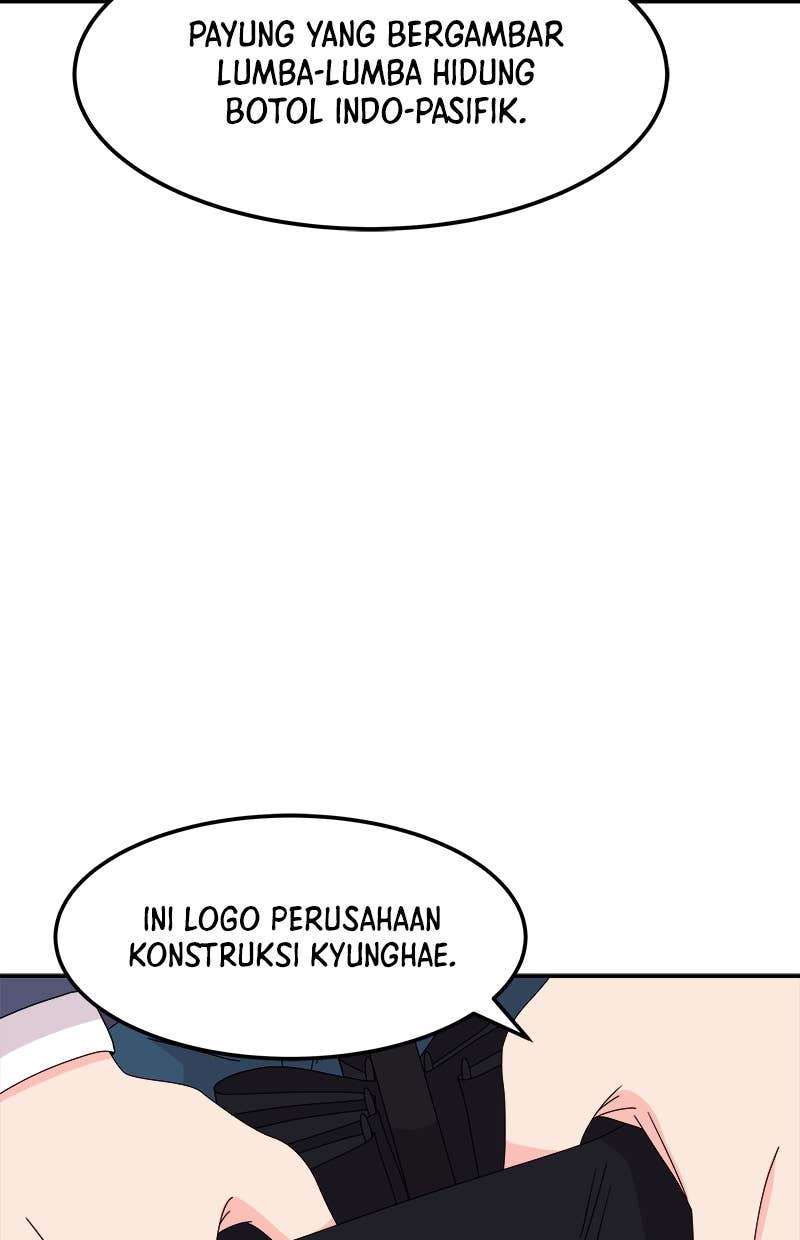 PAYUNG YANG BERGAMBAR
LUMBA-LUMBA HIDUNG
BOTOL INDO-PASIFIK.
INI LOGO PERUSAHAAN
KONSTRUKSI KYUNGHAE.